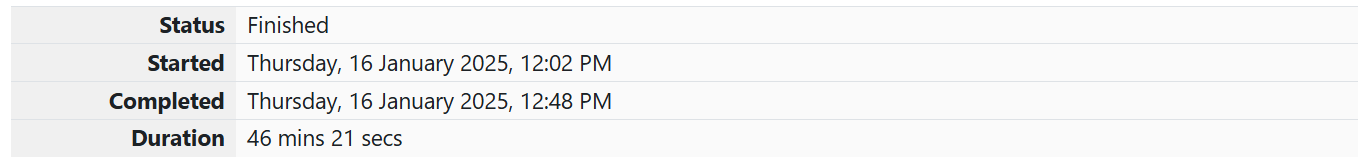 Status Finished
Started Thursday, 16 January 2025, 12:02 PM
Completed Thursday, 16 January 2025, 12:48 PM
Duration 46 mins 21 secs